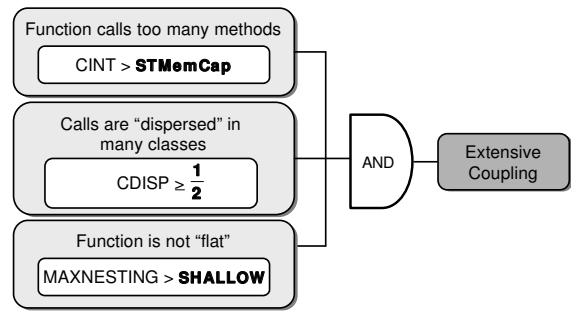 Function calls too many methods
CINT > STMemCap
Calls are “dispersed” in
many classes
CDISP ≥ 1/2
Function is not “flat”
MAXNESTING > SHALLOW
AND
Extensive
Coupling